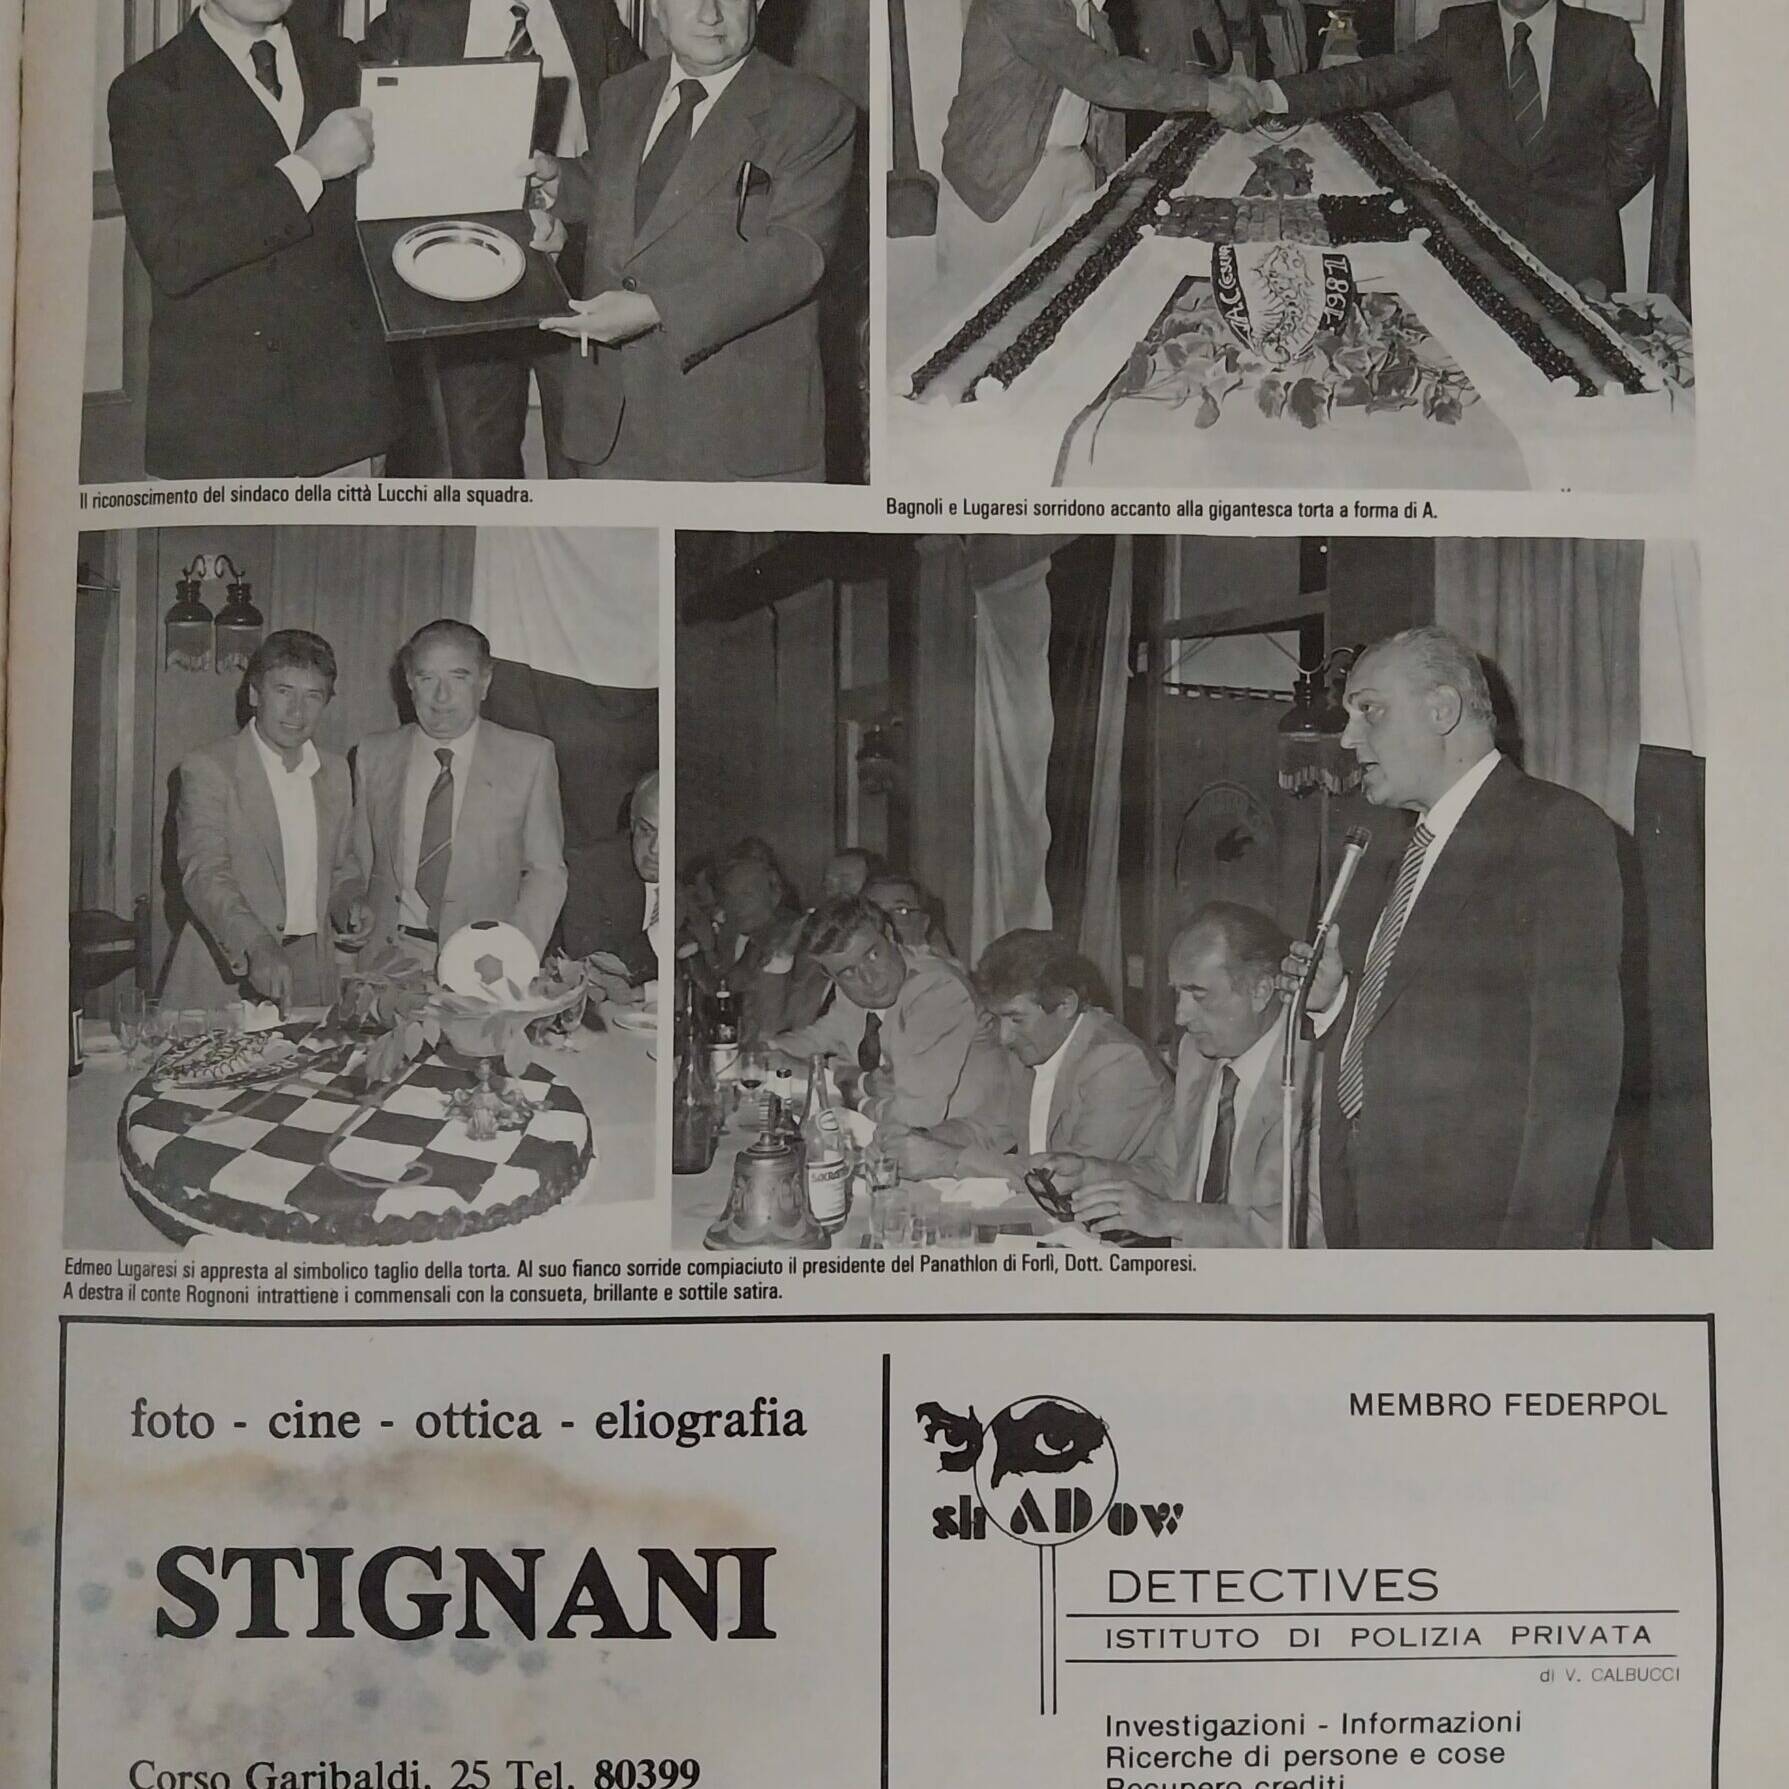 A.C. CESENA
1981
Il riconoscimento del sindaco della città Lucchi alla squadra.
Bagnoli e Lugaresi sorridono accanto alla gigantesca torta a forma di A.
Edmeo Lugaresi si appresta al simbolico taglio della torta. Al suo fianco sorride compiaciuto il presidente del Panathlon di Forlì, Dott. Camporesi.
A destra il conte Rognoni intrattiene i commensali con la consueta, brillante e sottile satira.
foto - cine - ottica - eliografia
STIGNANI
Corso Garibaldi, 25 Tel. 80399
MEMBRO FEDERPOL
shADow
DETECTIVES
ISTITUTO DI POLIZIA PRIVATA
di V. CALBUCCI
Investigazioni - Informazioni
Ricerche di persone e cose
Recupero crediti